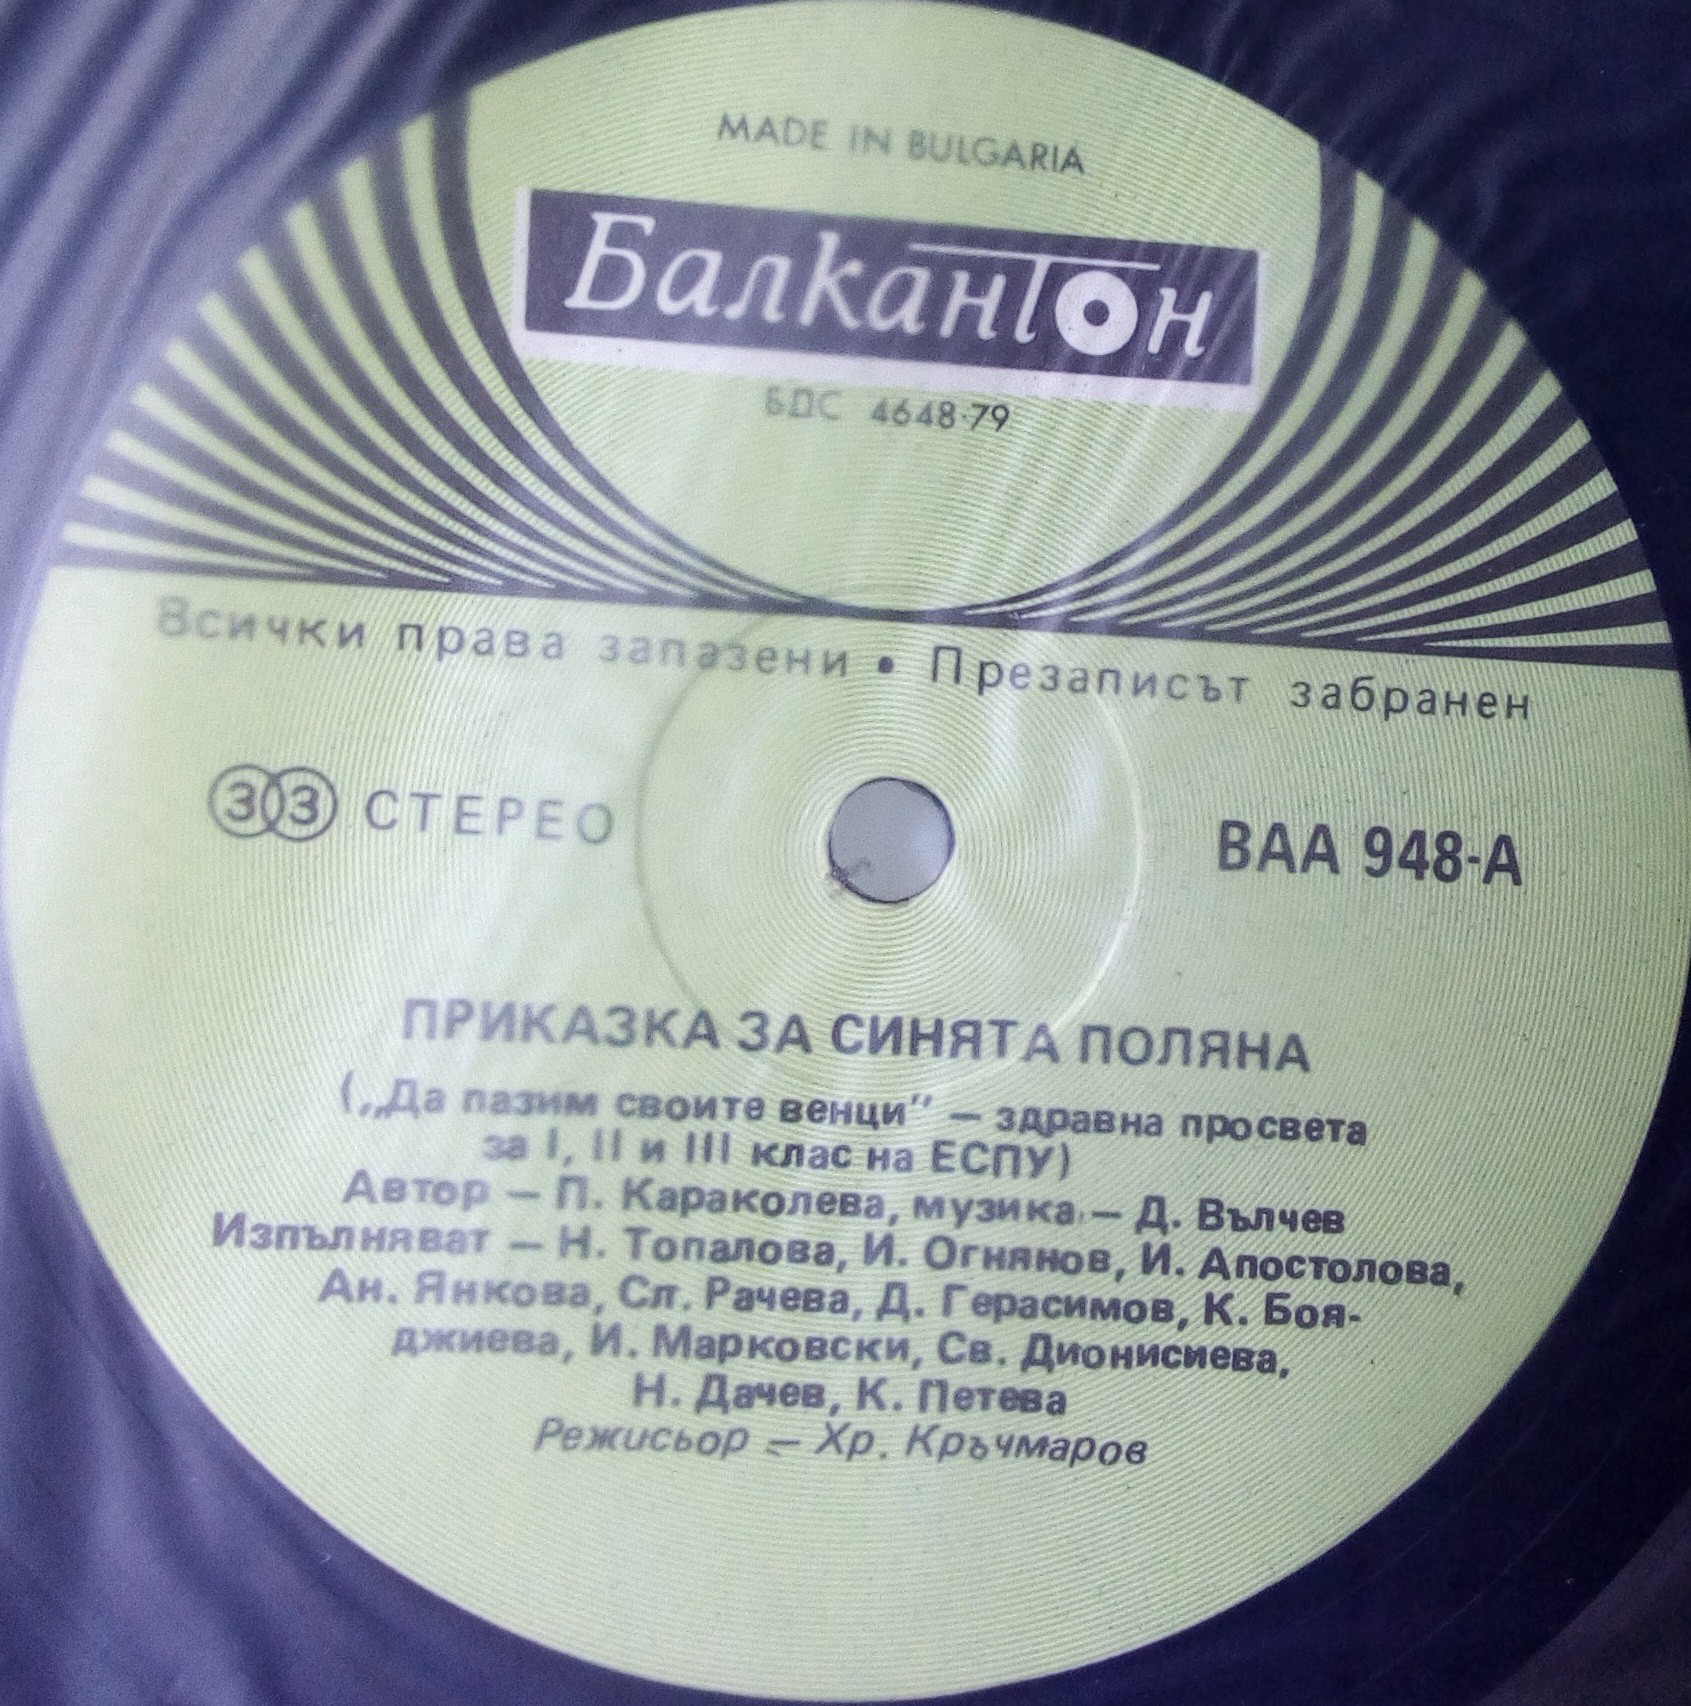 MADE IN BULGARIA
Балкантон
БДС 4648-79
Всички права запазени • Презаписът забранен
33 СТЕРЕО
ВАА 948-А
ПРИКАЗКА ЗА СИНЯТА ПОЛЯНА
(„Да пазим своите венци" — здравна просвета
за I, II и III клас на ЕСПУ)
Автор — П. Караколева, музика — Д. Вълчев
Изпълняват — Н. Топалова, И. Огнянов, И. Апостолова,
Ан. Янкова, Сл. Рачева, Д. Герасимов, К. Боя-
джиева, И. Марковски, Св. Дионисиева,
Н. Дачев, К. Петева
Режисьор — Хр. Кръчмаров